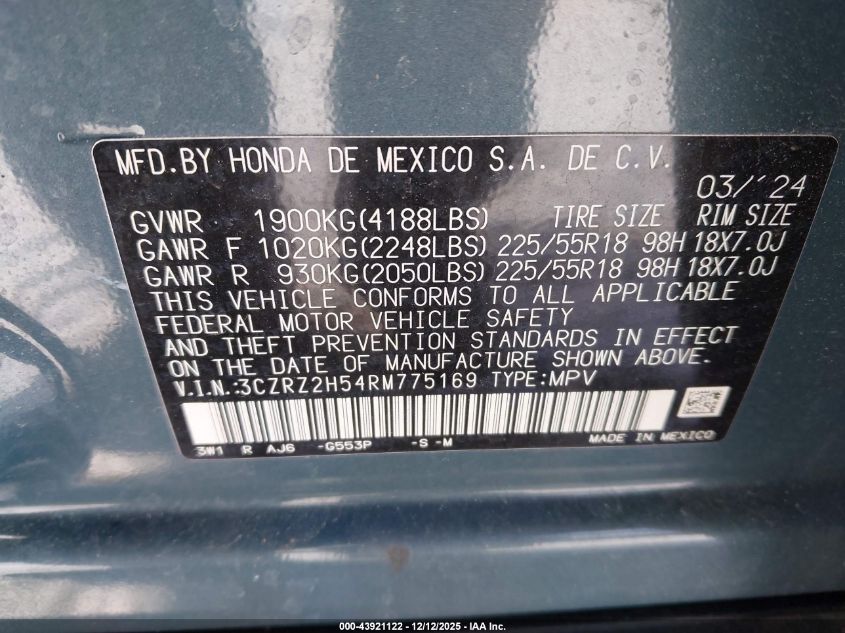 MFD.BY HONDA DE MEXICO S.A. DE C.V.
03/'24
GVWR 1900KG(4188LBS) TIRE SIZE RIM SIZE
GAWR F 1020KG(2248LBS) 225/55R18 98H 18X7.0J
GAWR R 930KG(2050LBS) 225/55R18 98H 18X7.0J
THIS VEHICLE CONFORMS TO ALL APPLICABLE
FEDERAL MOTOR VEHICLE SAFETY
AND THEFT PREVENTION STANDARDS IN EFFECT
ON THE DATE OF MANUFACTURE SHOWN ABOVE.
V.I.N.:3CZRZ2H54RM775169 TYPE:MPV
3W1 R AJ6 -G553P -S -M MADE IN MEXICO
000-43921122 - 12/12/2025 - IAA Inc.